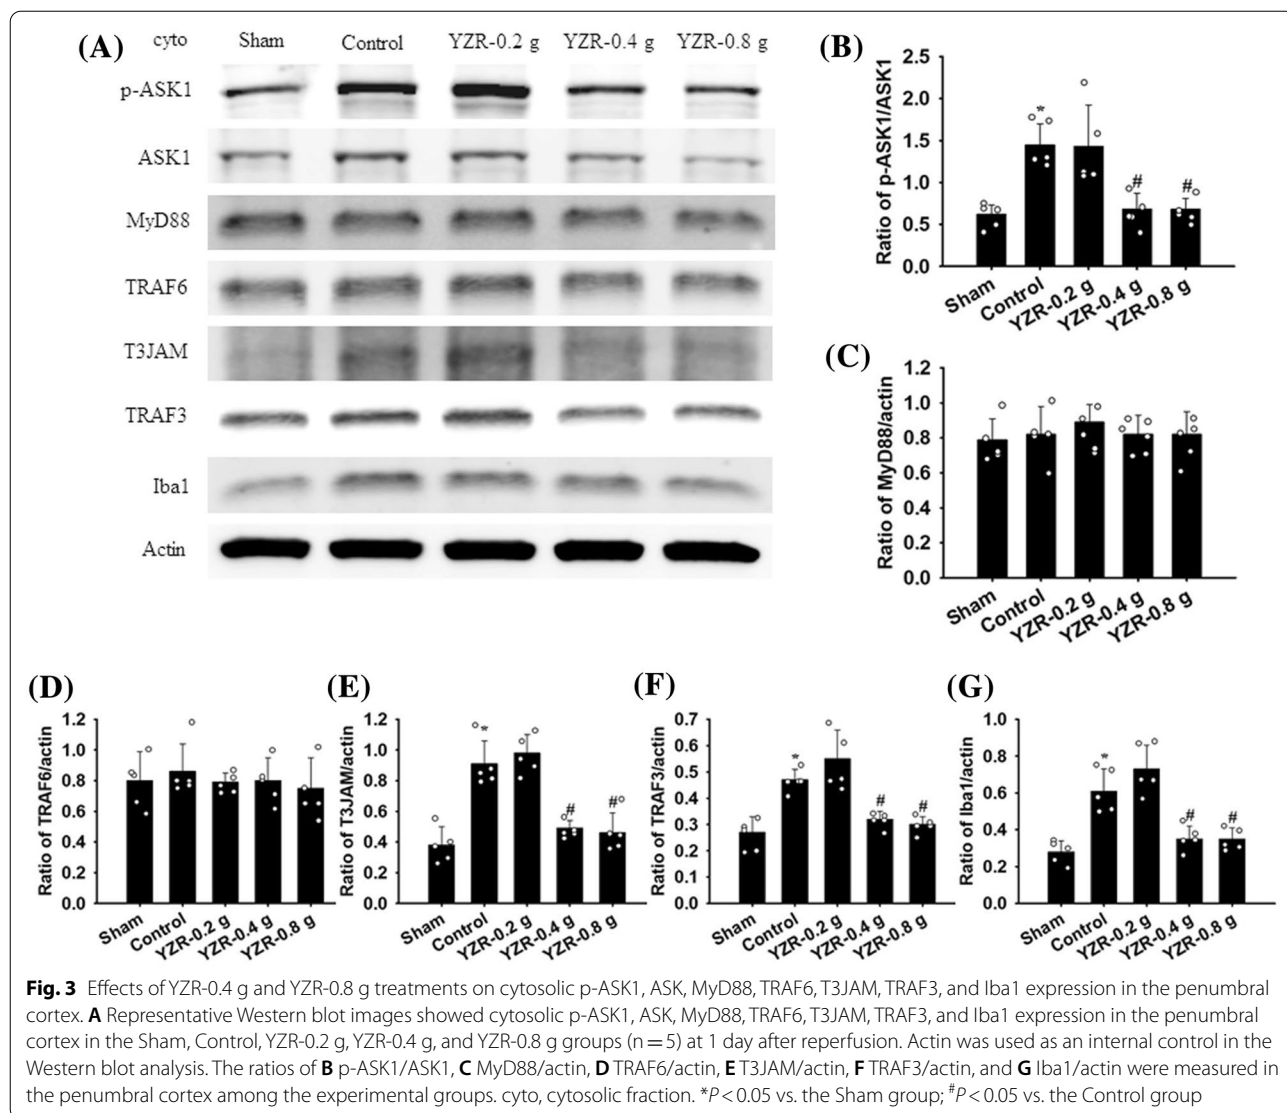 (A) cyto Sham Control YZR-0.2 g YZR-0.4 g YZR-0.8 g
p-ASK1
ASK1
MyD88
TRAF6
T3JAM
TRAF3
Iba1
Actin
(B)
Ratio of p-ASK1/ASK1
2.5
2.0
1.5
1.0
0.5
0.0
*
#
#
Sham
Control
YZR-0.2 g
YZR-0.4 g
YZR-0.8 g
(C)
Ratio of MyD88/actin
1.2
1.0
0.8
0.6
0.4
0.2
0.0
Sham
Control
YZR-0.2 g
YZR-0.4 g
YZR-0.8 g
(D)
Ratio of TRAF6/actin
1.2
1.0
0.8
0.6
0.4
0.2
0.0
Sham
Control
YZR-0.2 g
YZR-0.4 g
YZR-0.8 g
(E)
Ratio of T3JAM/actin
1.2
1.0
0.8
0.6
0.4
0.2
0.0
*
#
#
Sham
Control
YZR-0.2 g
YZR-0.4 g
YZR-0.8 g
(F)
Ratio of TRAF3/actin
0.7
0.6
0.5
0.4
0.3
0.2
0.1
0.0
*
#
#
Sham
Control
YZR-0.2 g
YZR-0.4 g
YZR-0.8 g
(G)
Ratio of Iba1/actin
1.0
0.8
0.6
0.4
0.2
0.0
*
#
#
Sham
Control
YZR-0.2 g
YZR-0.4 g
YZR-0.8 g
Fig. 3 Effects of YZR-0.4 g and YZR-0.8 g treatments on cytosolic p-ASK1, ASK, MyD88, TRAF6, T3JAM, TRAF3, and Iba1 expression in the penumbral
cortex. A Representative Western blot images showed cytosolic p-ASK1, ASK, MyD88, TRAF6, T3JAM, TRAF3, and Iba1 expression in the penumbral
cortex in the Sham, Control, YZR-0.2 g, YZR-0.4 g, and YZR-0.8 g groups (n = 5) at 1 day after reperfusion. Actin was used as an internal control in the
Western blot analysis. The ratios of B p-ASK1/ASK1, C MyD88/actin, D TRAF6/actin, E T3JAM/actin, F TRAF3/actin, and G Iba1/actin were measured in
the penumbral cortex among the experimental groups. cyto, cytosolic fraction. *P < 0.05 vs. the Sham group; #P < 0.05 vs. the Control group